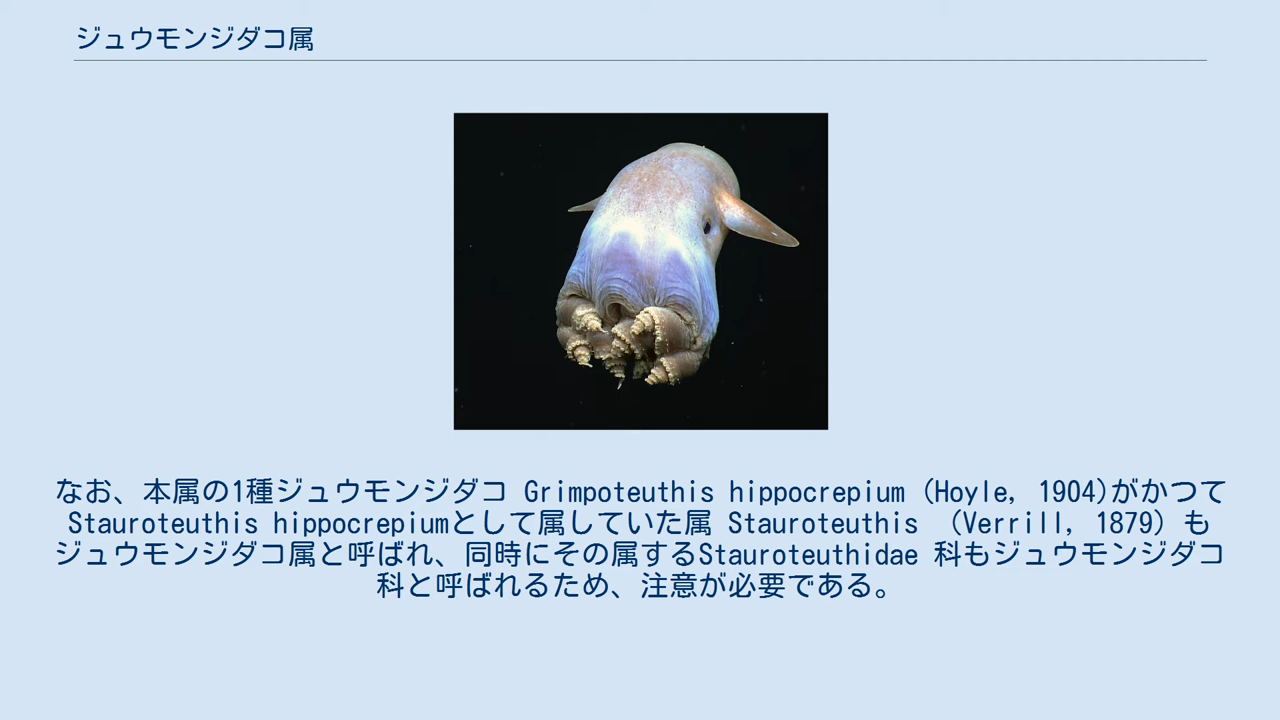 ジュウモンジダコ属
なお、本属の1種ジュウモンジダコ Grimpoteuthis hippocrepium (Hoyle, 1904)がかつて
Stauroteuthis hippocrepiumとして属していた属 Stauroteuthis （Verrill, 1879) も
ジュウモンジダコ属と呼ばれ、同時にその属するStauroteuthidae 科もジュウモンジダコ
科と呼ばれるため、注意が必要である。